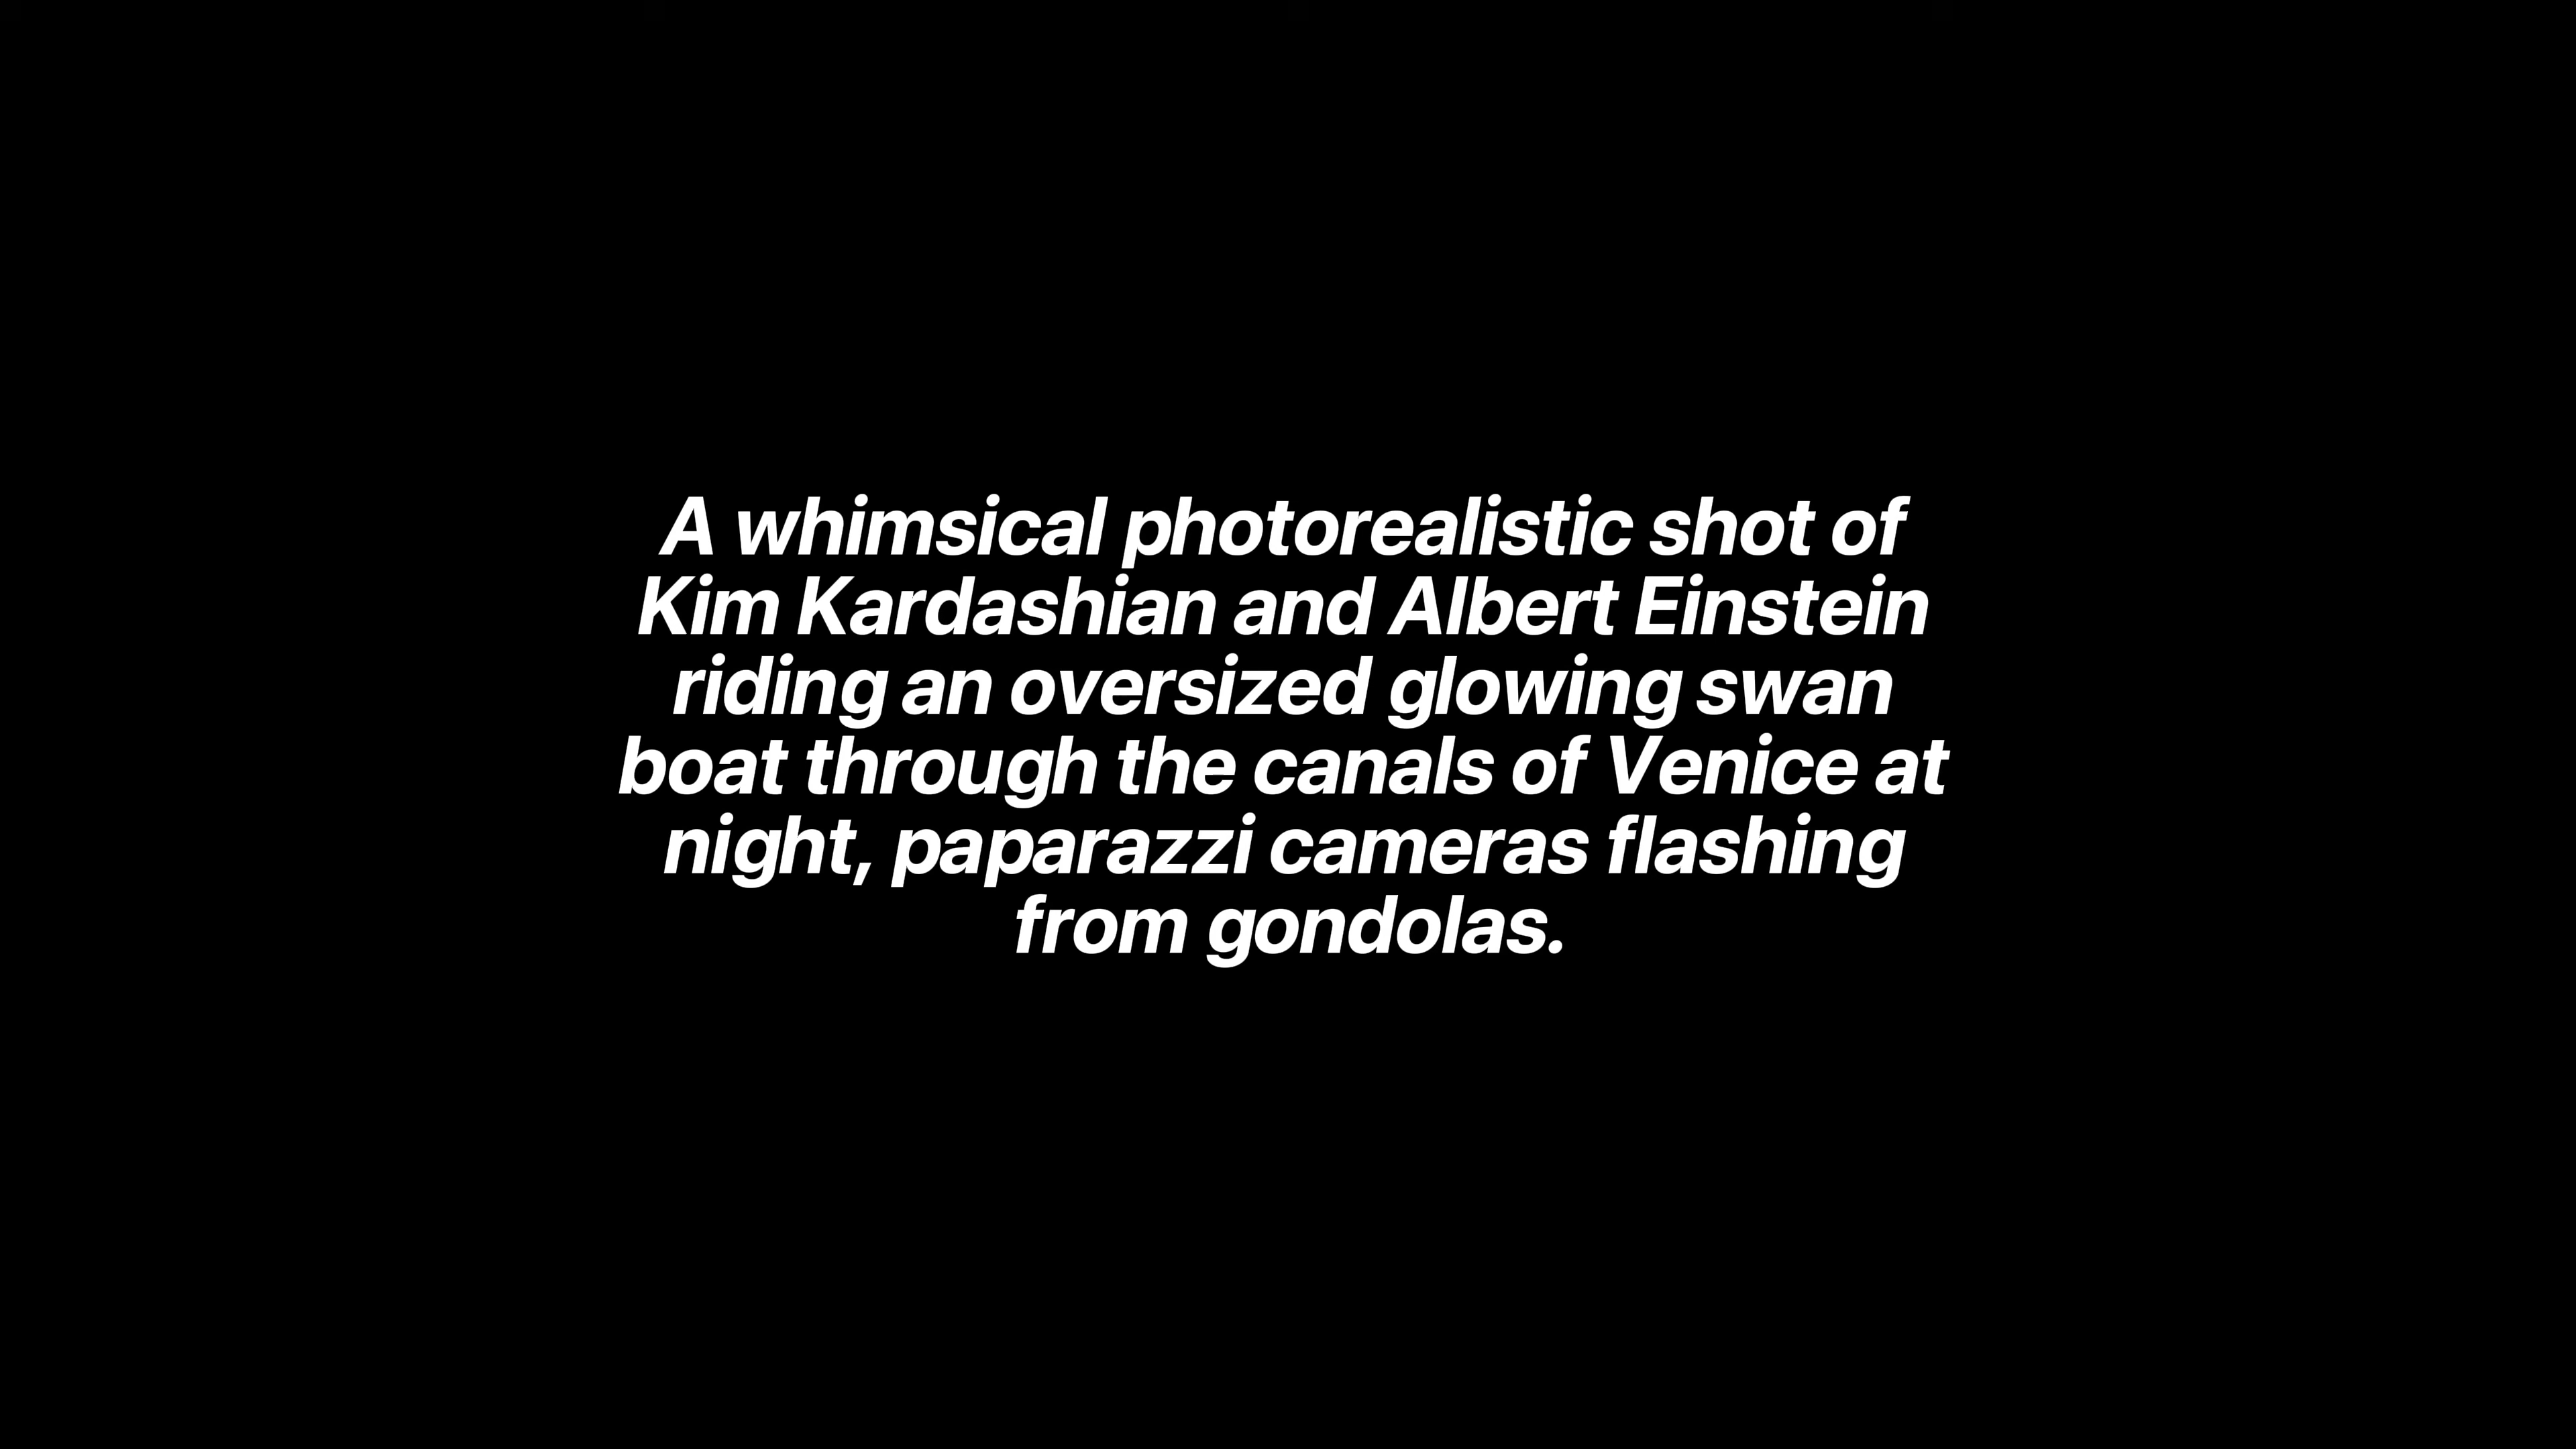 A whimsical photorealistic shot of
Kim Kardashian and Albert Einstein
riding an oversized glowing swan
boat through the canals of Venice at
night, paparazzi cameras flashing
from gondolas.